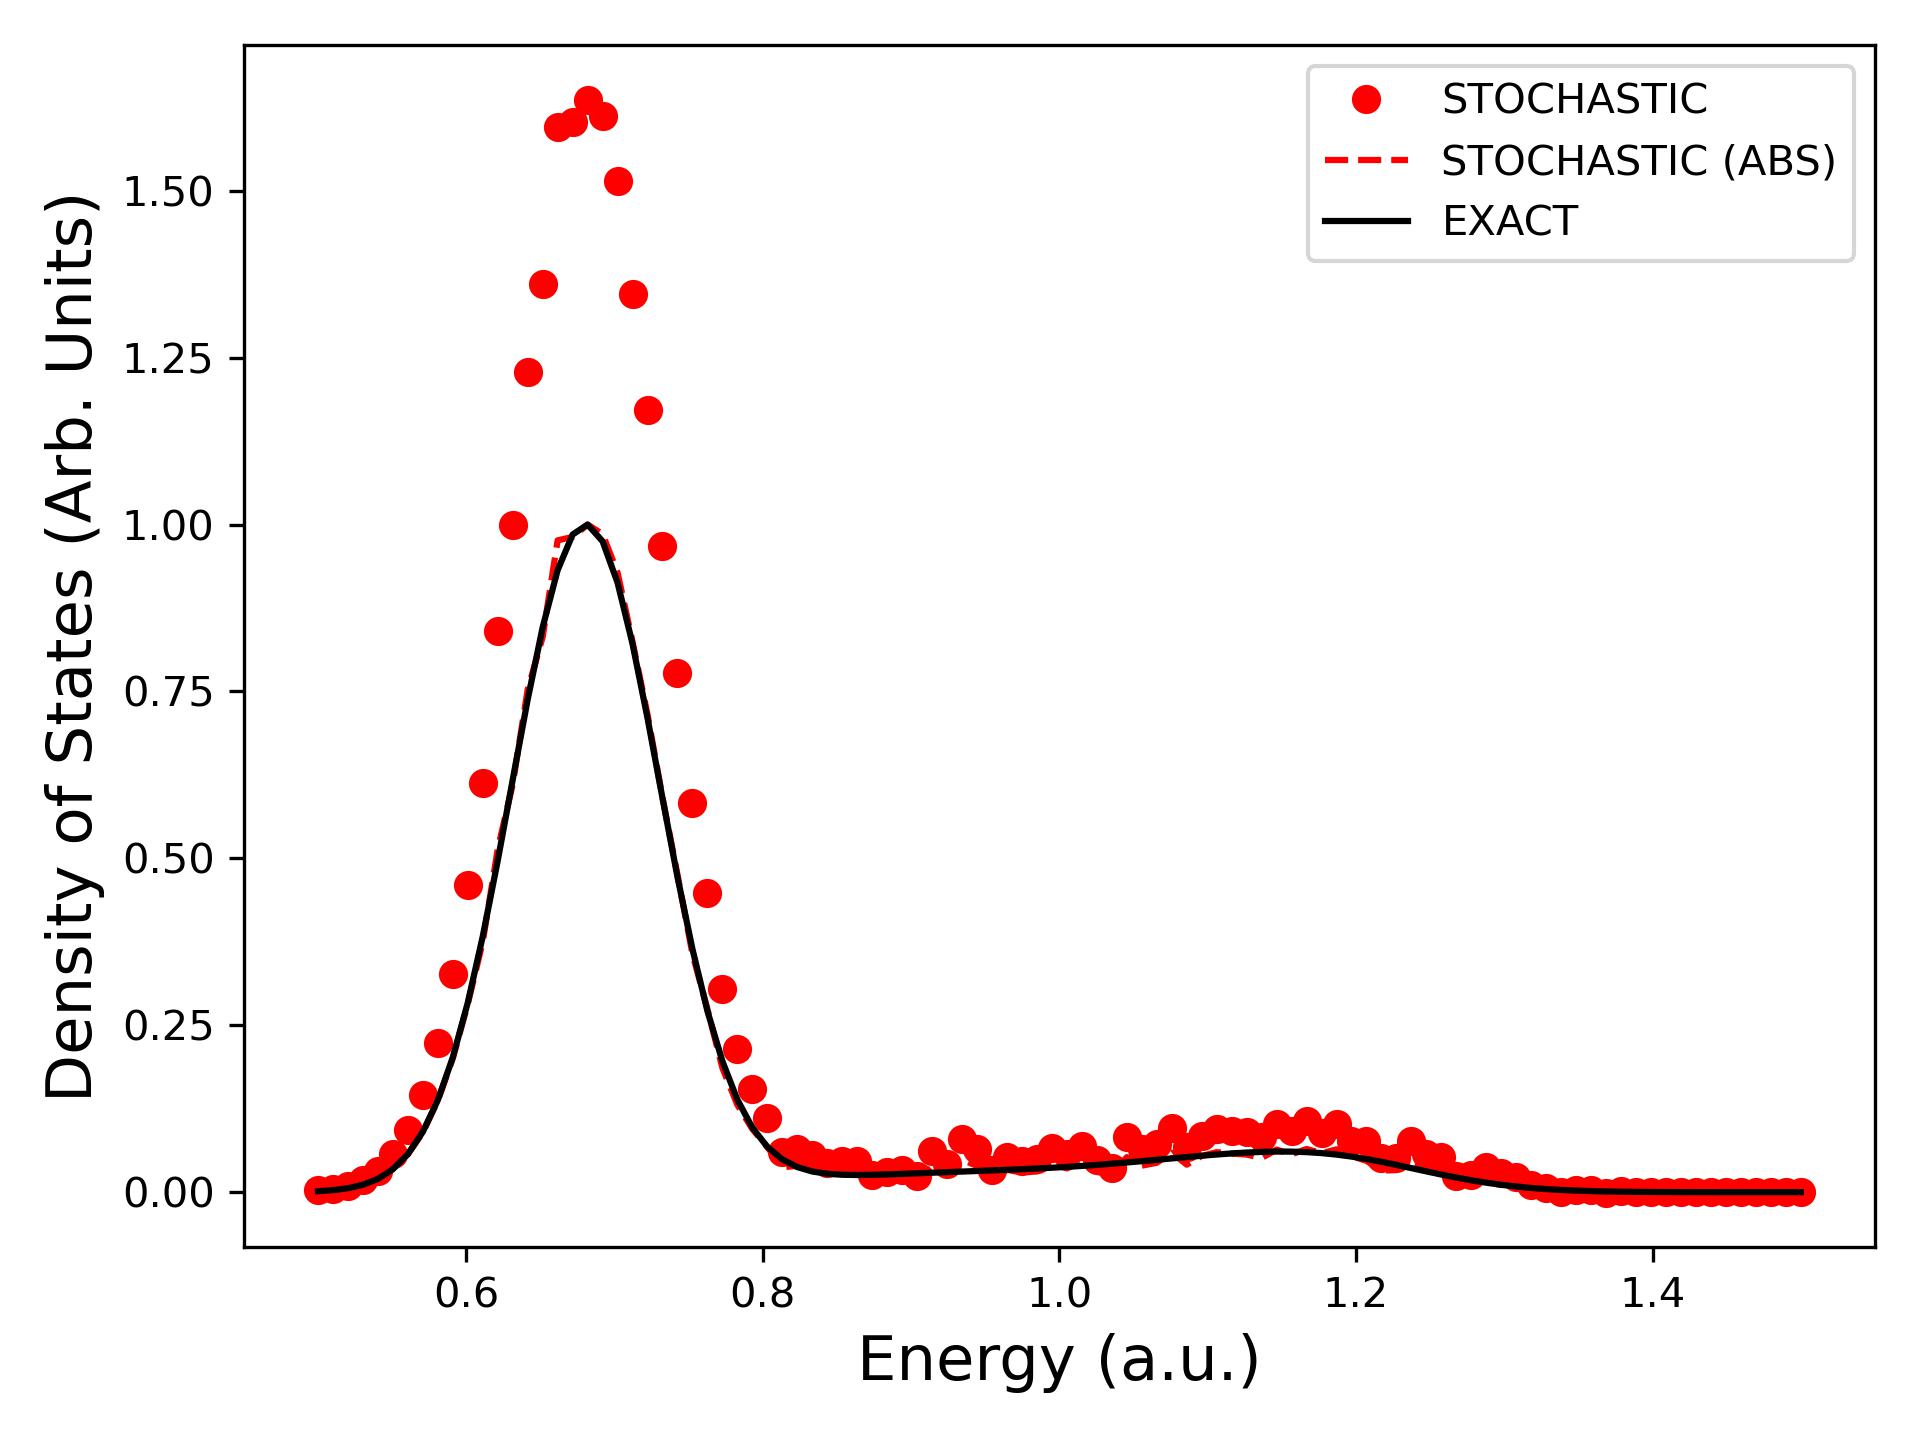 STOCHASTIC
STOCHASTIC (ABS)
EXACT
Density of States (Arb. Units)
1.50
1.25
1.00
0.75
0.50
0.25
0.00
0.6 0.8 1.0 1.2 1.4
Energy (a.u.)